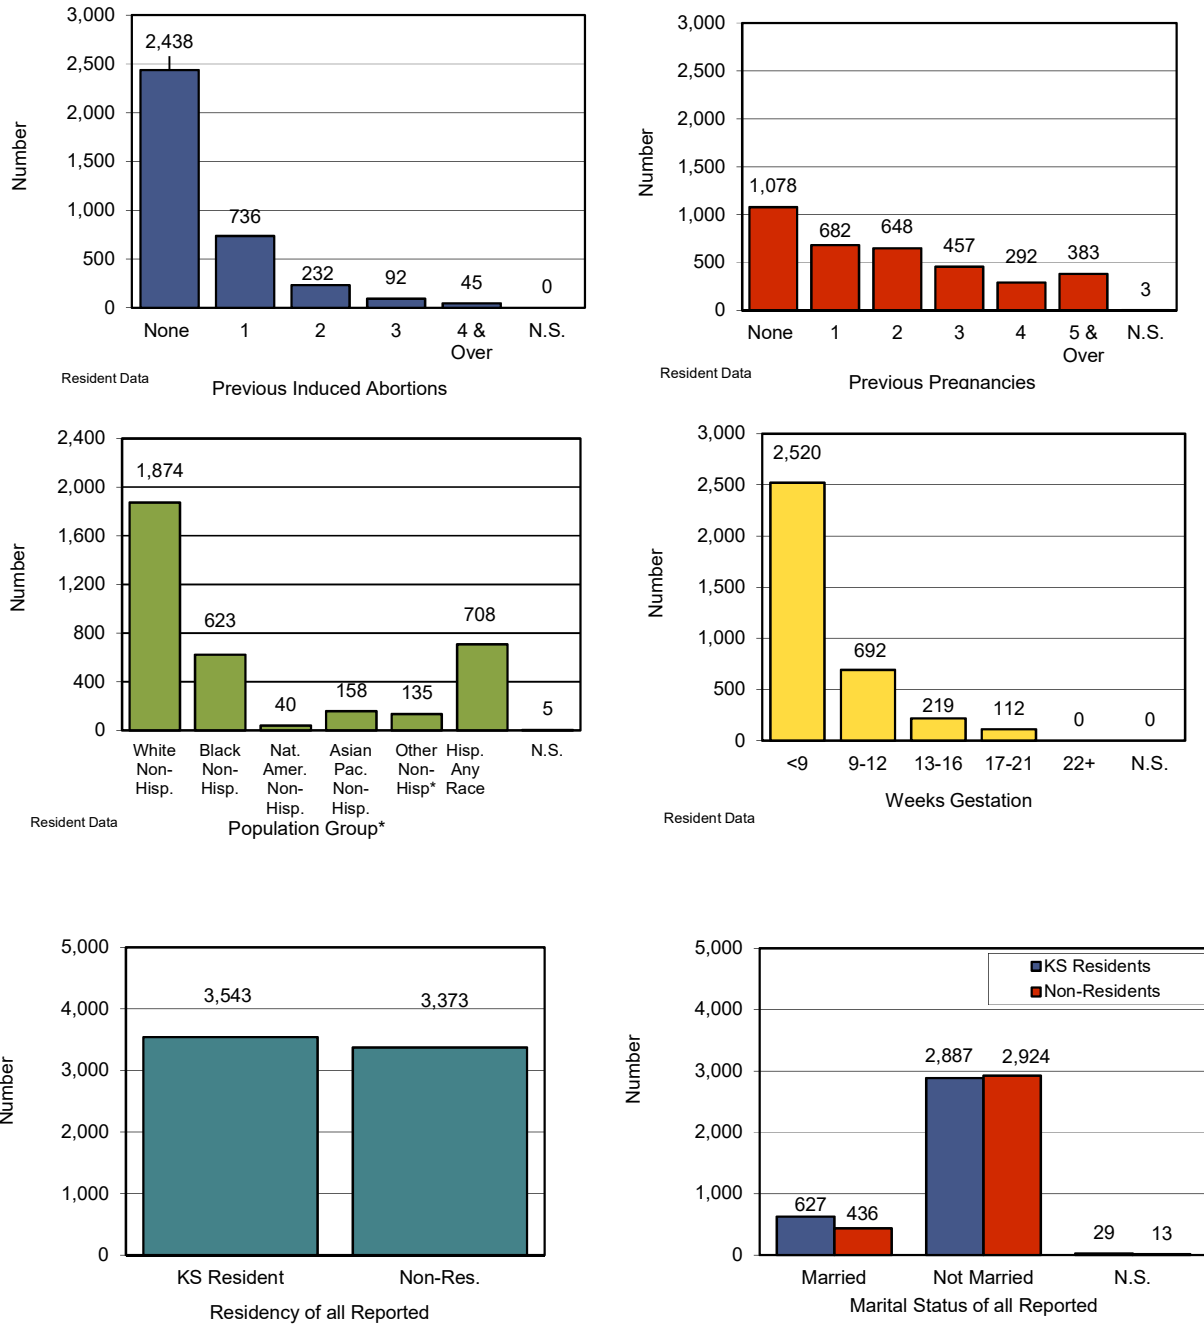 3,000
2,500
2,000
1,500
1,000
500
0
Number
2,438
736
232
92
45
0
None 1 2 3 4 & Over N.S.
Resident Data
Previous Induced Abortions
3,000
2,500
2,000
1,500
1,000
500
0
Number
1,078
682
648
457
292
383
3
None 1 2 3 4 5 & Over N.S.
Resident Data
Previous Pregnancies
2,400
2,000
1,600
1,200
800
400
0
Number
1,874
623
40
158
135
708
5
White Non-Hisp.
Black Non-Hisp.
Nat. Amer. Non-Hisp.
Asian Pac. Non-Hisp.
Other Non-Hisp*
Hisp. Any Race
N.S.
Resident Data
Population Group*
3,000
2,500
2,000
1,500
1,000
500
0
Number
2,520
692
219
112
0
0
<9 9-12 13-16 17-21 22+ N.S.
Weeks Gestation
Resident Data
5,000
4,000
3,000
2,000
1,000
0
Number
3,543
3,373
KS Resident Non-Res.
Residency of all Reported
5,000
4,000
3,000
2,000
1,000
0
Number
KS Residents
Non-Residents
627
436
2,887
2,924
29
13
Married Not Married N.S.
Marital Status of all Reported